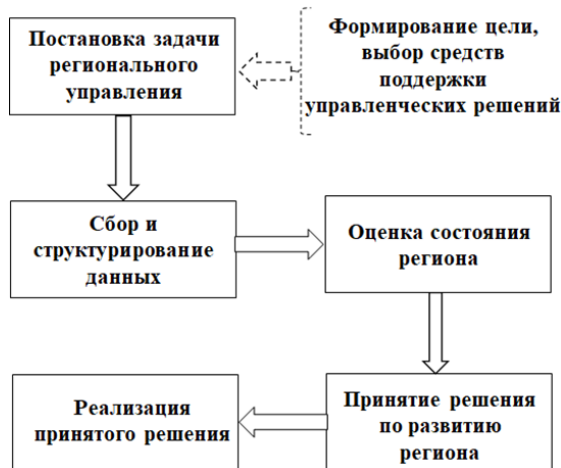 Постановка задачи
регионального
управления
Формирование цели,
выбор средств
поддержки
управленческих решений
Сбор и
структурирование
данных
Оценка состояния
региона
Принятие решения
по развитию
региона
Реализация
принятого решения